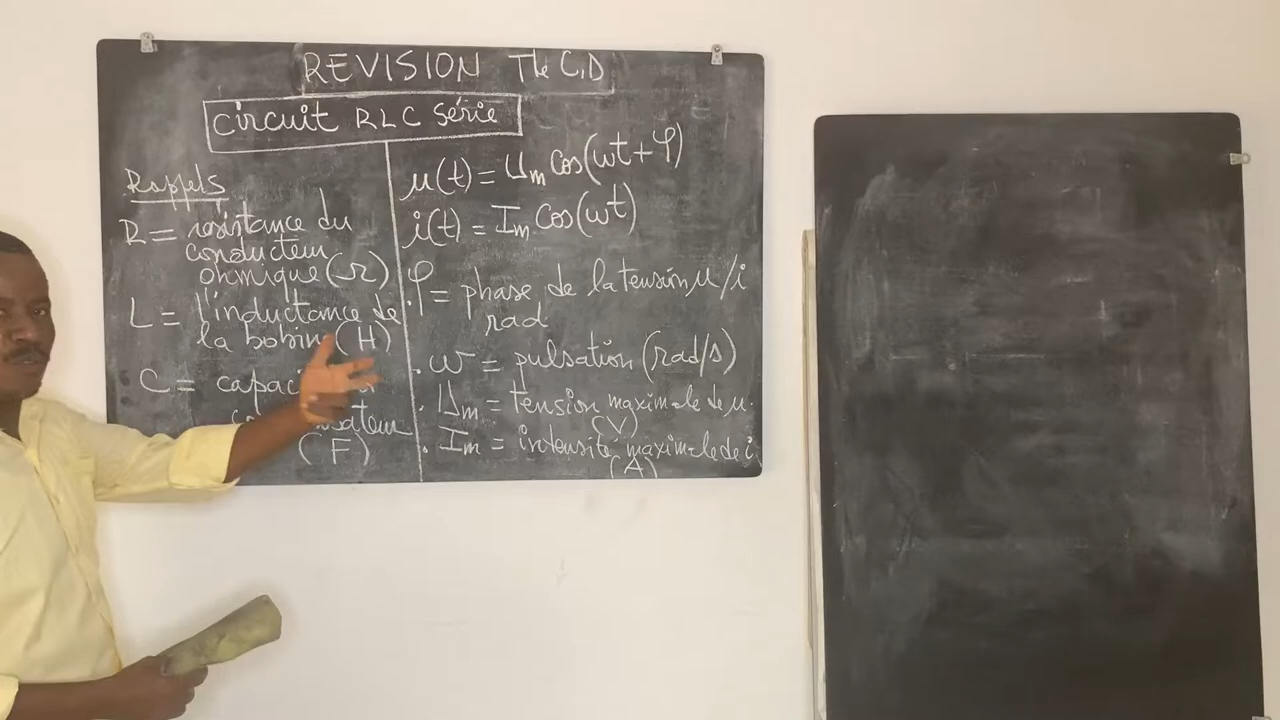 REVISION Tle C,D
Circuit RLC série
Rappels
R = résistance du
conducteur
ohmique (Ω)
L = l'inductance de
la bobine (H)
C =
(F)
u(t) = Um cos(ωt + φ)
i(t) = Im cos(ωt)
φ = phase de la tension u/i
rad
. ω = pulsation (rad/s)
. Um = tension maximale de u.
(V)
. Im = intensité maximale de i
(A)